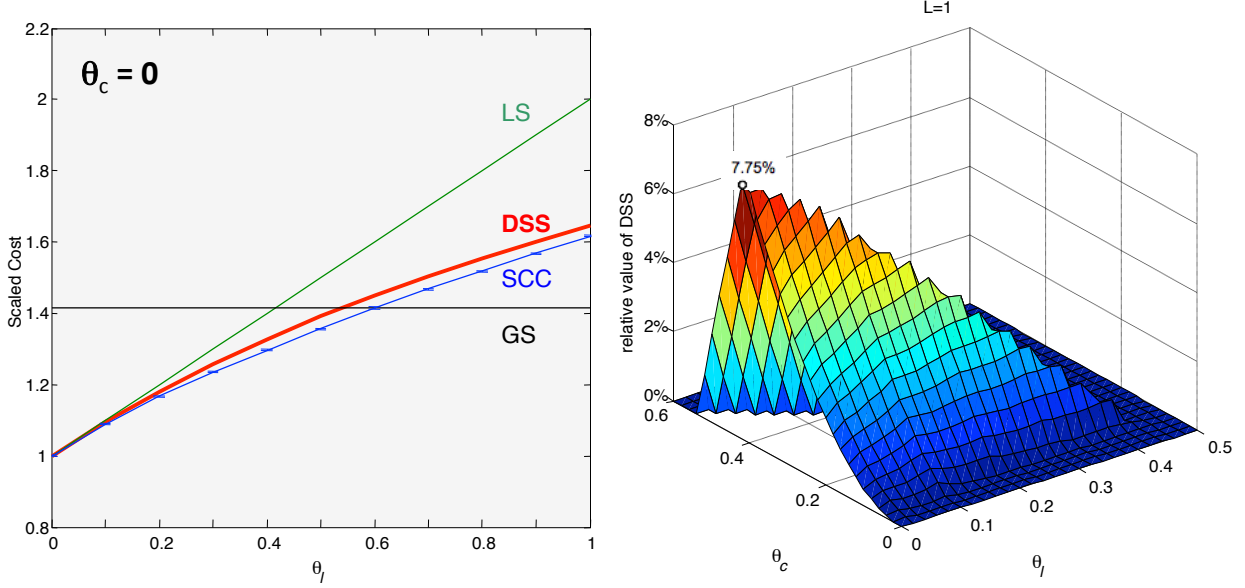 2.2
2
1.8
1.6
1.4
1.2
1
0.8
0
0.2
0.4
0.6
0.8
1
Scaled Cost
θl
θc = 0
LS
DSS
SCC
GS
L=1
8%
6%
4%
2%
0%
7.75%
relative value of DSS
0.6
0.4
0.2
0
θc
0
0.1
0.2
0.3
0.4
0.5
θl